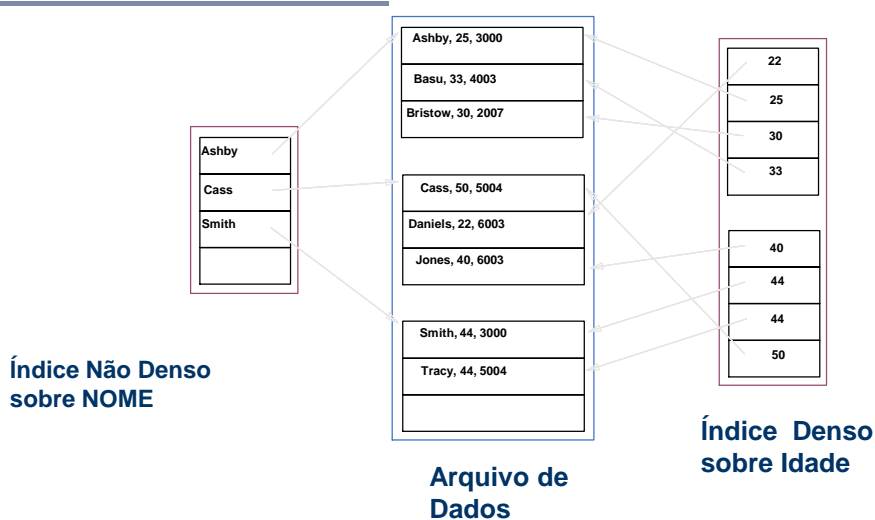 Ashby
Cass
Smith
Índice Não Denso
sobre NOME
Ashby, 25, 3000
Basu, 33, 4003
Bristow, 30, 2007
Cass, 50, 5004
Daniels, 22, 6003
Jones, 40, 6003
Smith, 44, 3000
Tracy, 44, 5004
Arquivo de
Dados
22
25
30
33
40
44
44
50
Índice Denso
sobre Idade